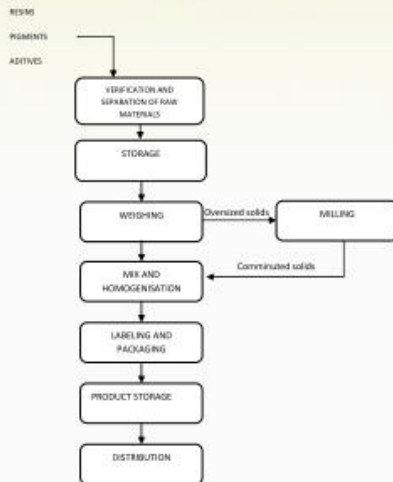 RESINS
PIGMENTS
ADITIVES
VERIFICATION AND
SEPARATION OF RAW
MATERIALS
STORAGE
WEIGHING
Oversized solids
MILLING
Comminuted solids
MIX AND
HOMOGENISATION
LABELING AND
PACKAGING
PRODUCT STORAGE
DISTRIBUTION